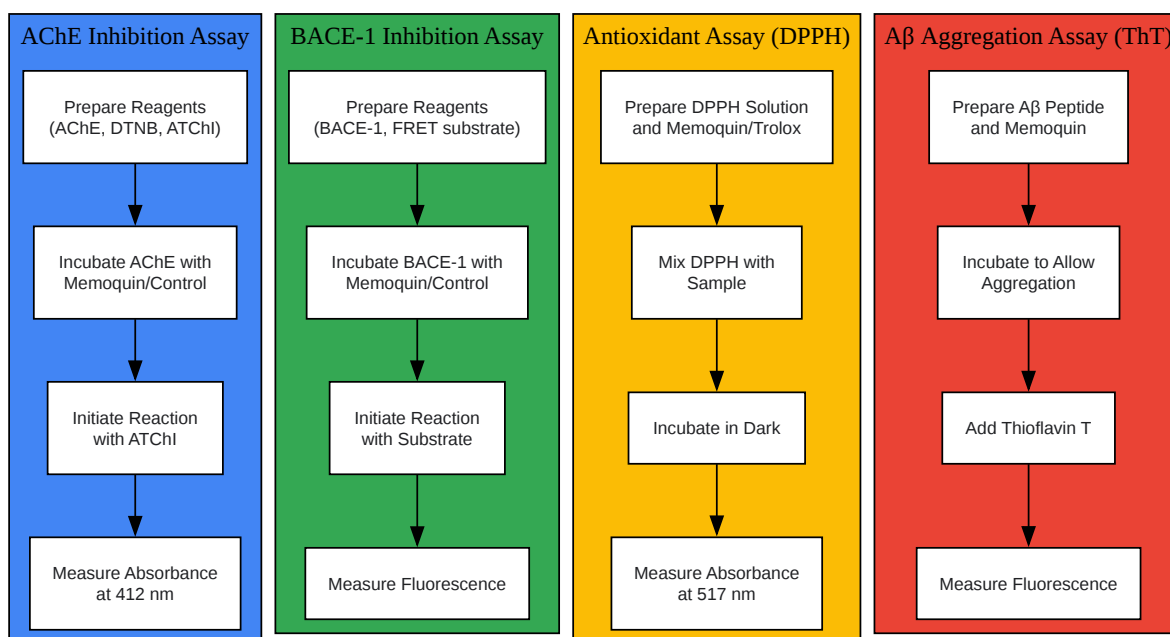 AChE Inhibition Assay
Prepare Reagents
(AChE, DTNB, ATChI)
Incubate AChE with
Memoquin/Control
Initiate Reaction
with ATChI
Measure Absorbance
at 412 nm
BACE-1 Inhibition Assay
Prepare Reagents
(BACE-1, FRET substrate)
Incubate BACE-1 with
Memoquin/Control
Initiate Reaction
with Substrate
Measure Fluorescence
Antioxidant Assay (DPPH)
Prepare DPPH Solution
and Memoquin/Trolox
Mix DPPH with
Sample
Incubate in Dark
Measure Absorbance
at 517 nm
Aβ Aggregation Assay (ThT)
Prepare Aβ Peptide
and Memoquin
Incubate to Allow
Aggregation
Add Thioflavin T
Measure Fluorescence